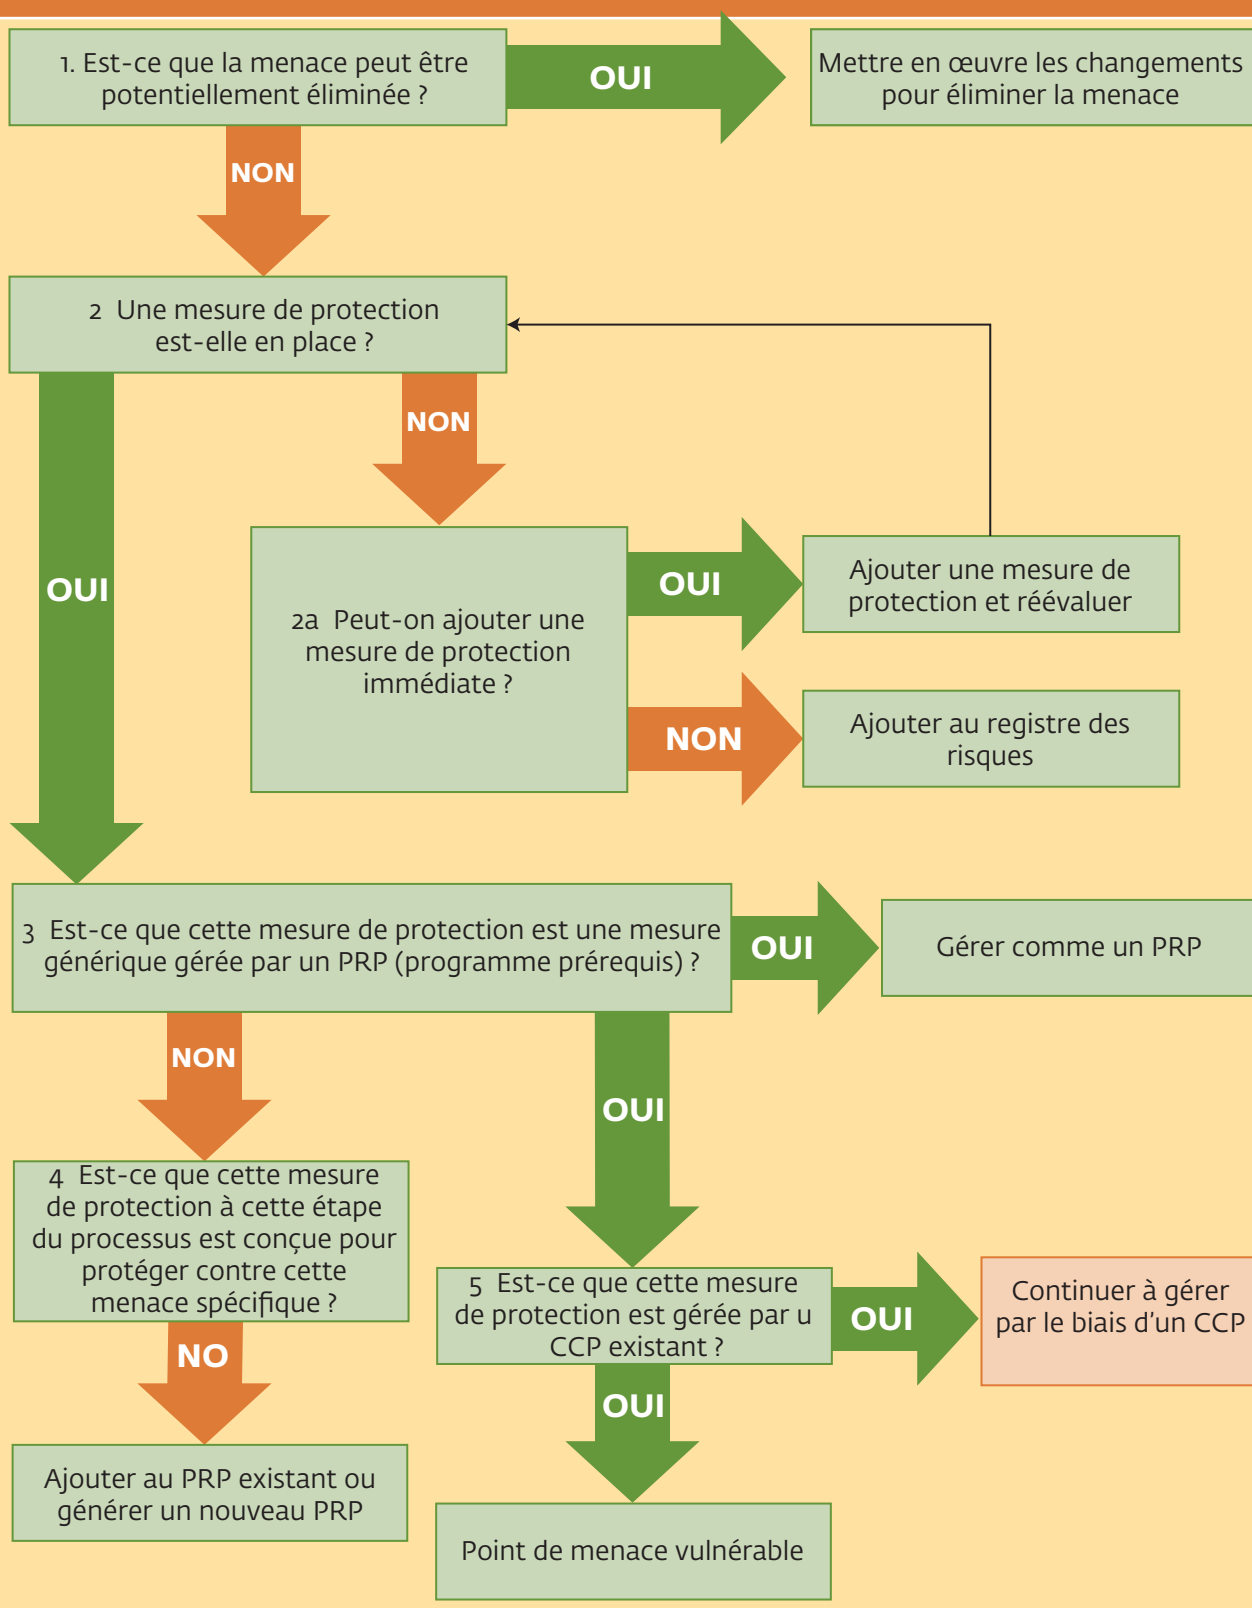 1. Est-ce que la menace peut être
potentiellement éliminée ?
OUI
Mettre en œuvre les changements
pour éliminer la menace
NON
2 Une mesure de protection
est-elle en place ?
NON
OUI
2a Peut-on ajouter une
mesure de protection
immédiate ?
OUI
Ajouter une mesure de
protection et réévaluer
NON
Ajouter au registre des
risques
3 Est-ce que cette mesure de protection est une mesure
générique gérée par un PRP (programme prérequis) ?
OUI
Gérer comme un PRP
NON
OUI
4 Est-ce que cette mesure
de protection à cette étape
du processus est conçue pour
protéger contre cette
menace spécifique ?
5 Est-ce que cette mesure
de protection est gérée par u
CCP existant ?
OUI
Continuer à gérer
par le biais d'un CCP
NO
OUI
Ajouter au PRP existant ou
générer un nouveau PRP
Point de menace vulnérable